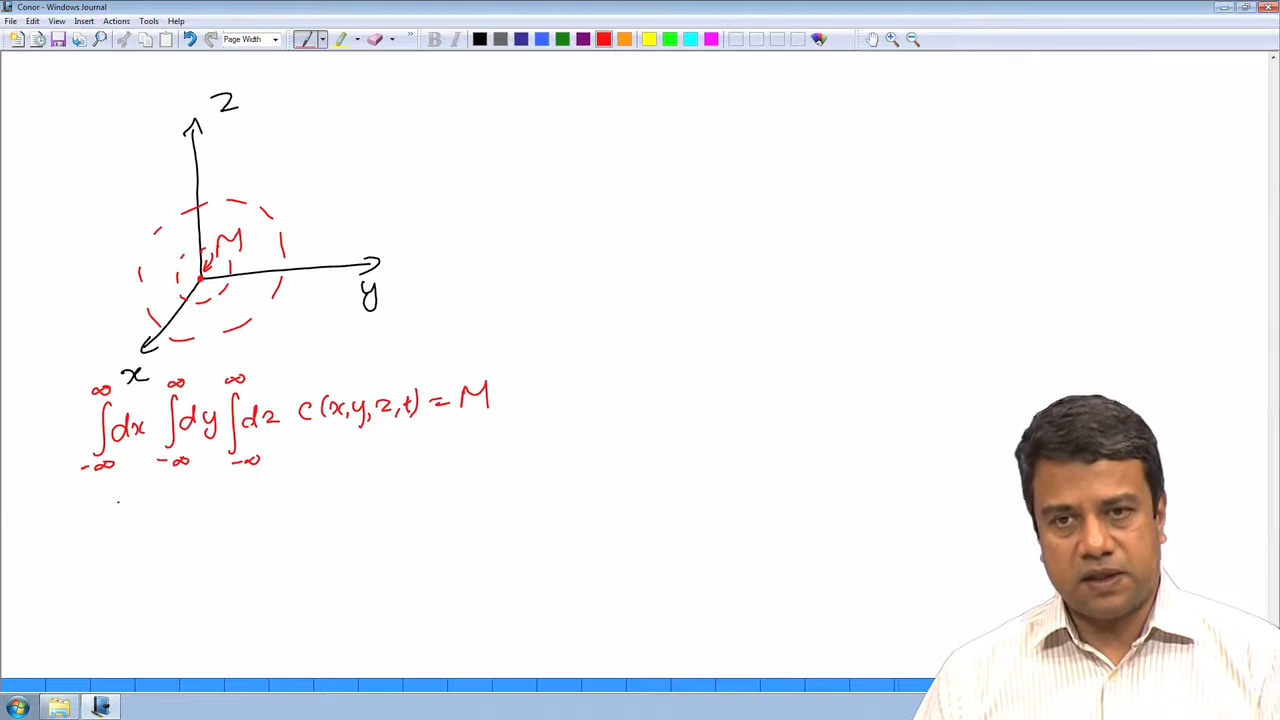 Conor - Windows Journal
File Edit View Insert Actions Tools Help
Page Width
B I
z
M
y
x
∫_{-∞}^{∞} dx ∫_{-∞}^{∞} dy ∫_{-∞}^{∞} dz c(x,y,z,t) = M